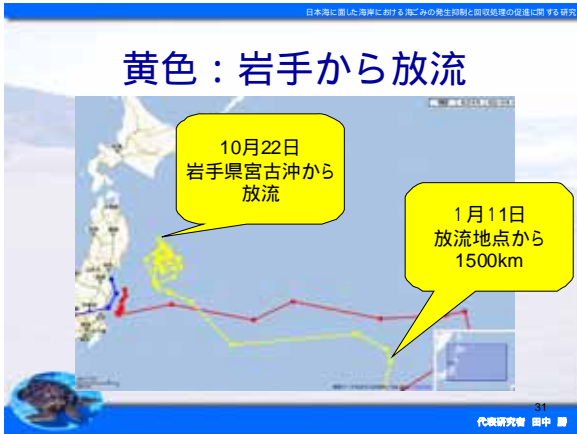 日本海に面した海岸における海ごみの発生抑制と回収処理の促進に関する研究
黄色：岩手から放流
10月22日
岩手県宮古沖から
放流
1月11日
放流地点から
1500km
31
代表研究者 田中 勝